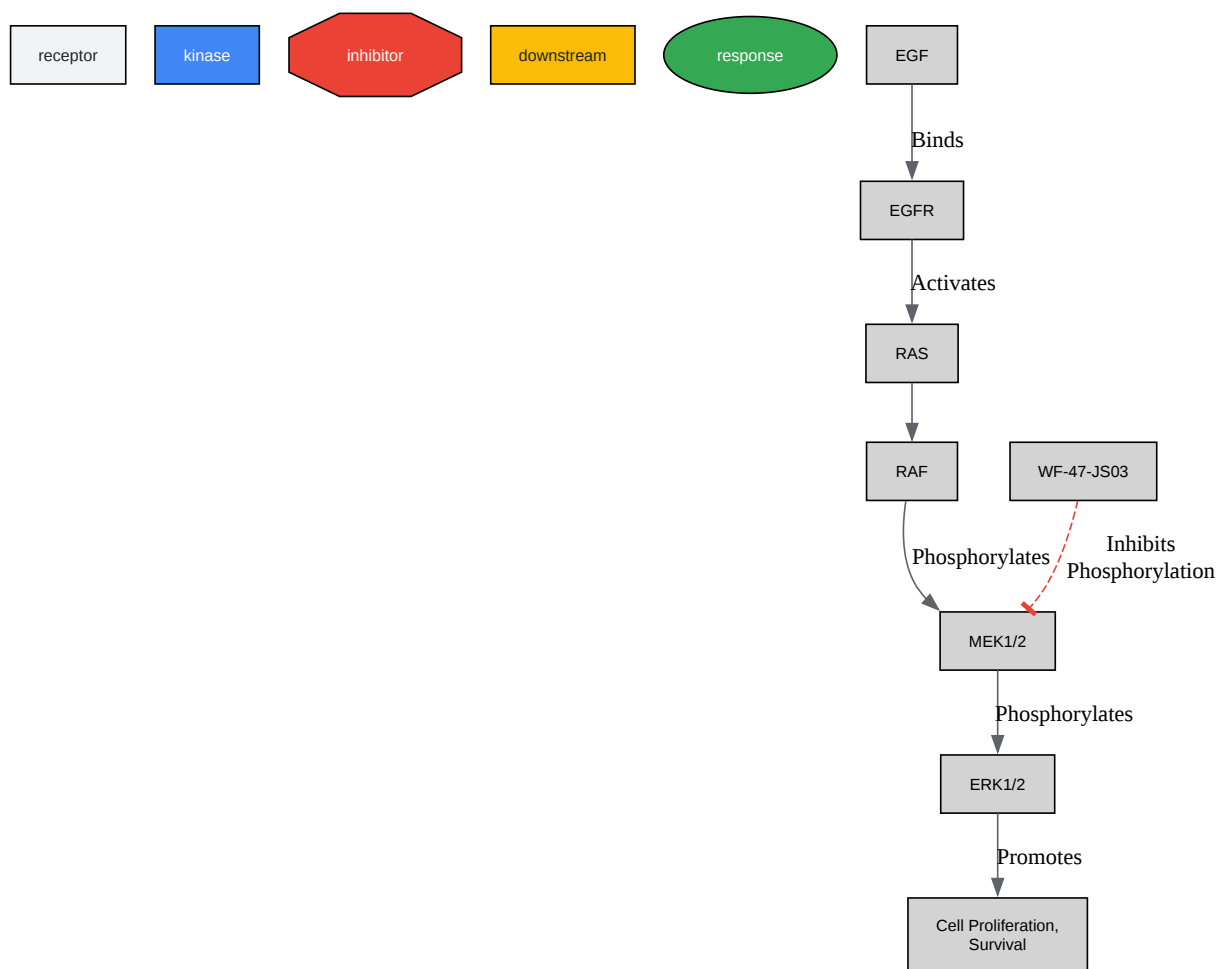 receptor
kinase
inhibitor
downstream
response
EGF
Binds
EGFR
Activates
RAS
RAF
WF-47-JS03
Phosphorylates
Inhibits
Phosphorylation
MEK1/2
Phosphorylates
ERK1/2
Promotes
Cell Proliferation,
Survival